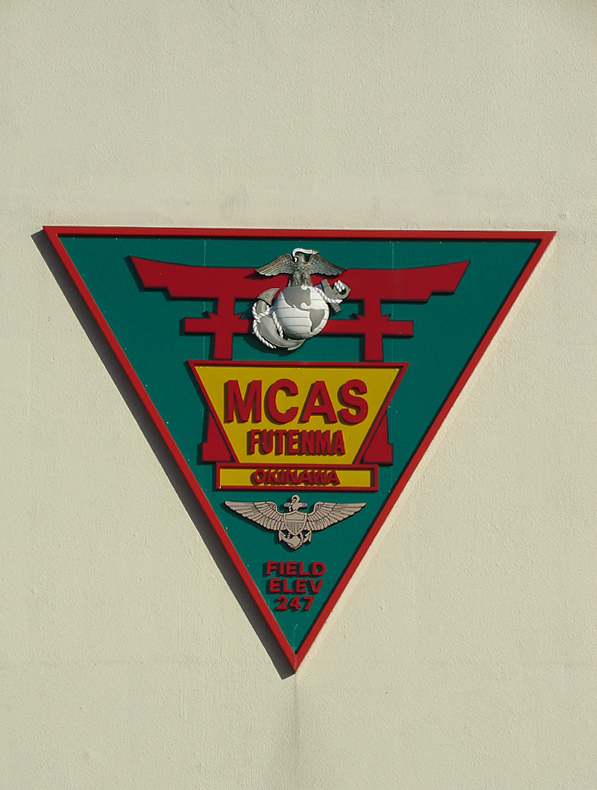 MCAS
FUTENMA
OKINAWA
FIELD
ELEV
247